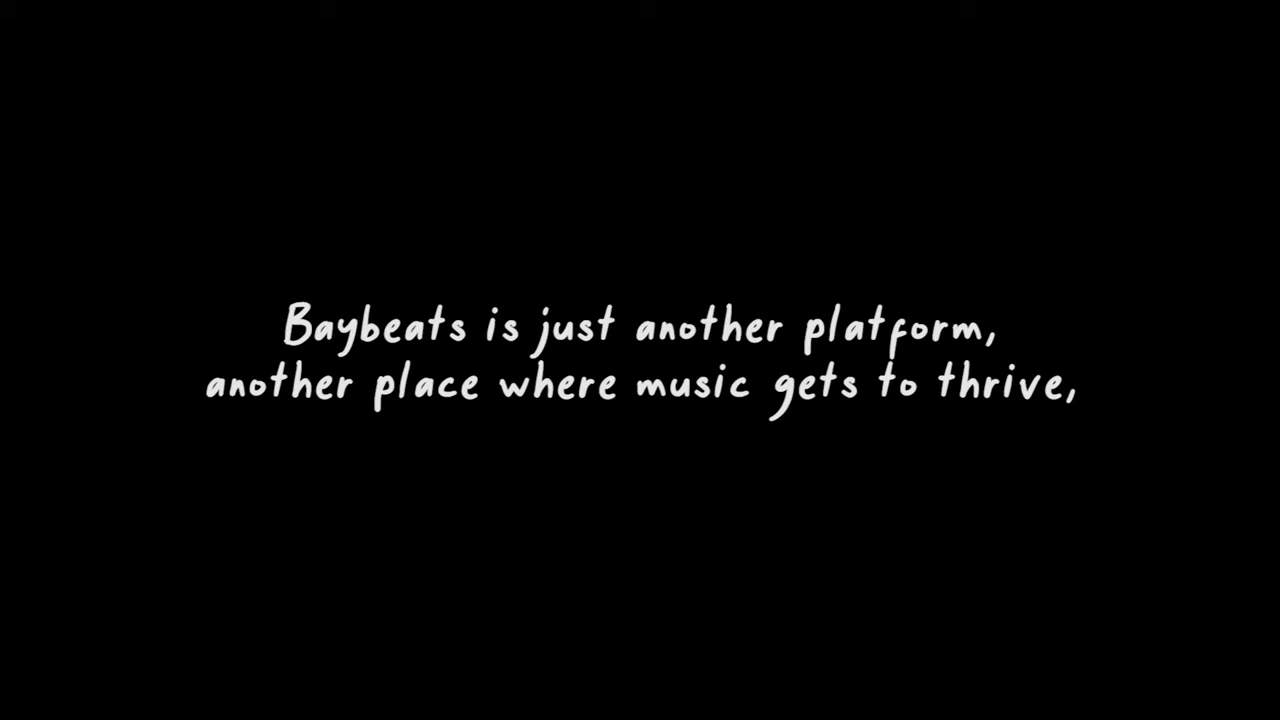 Baybeats is just another platform,
another place where music gets to thrive,